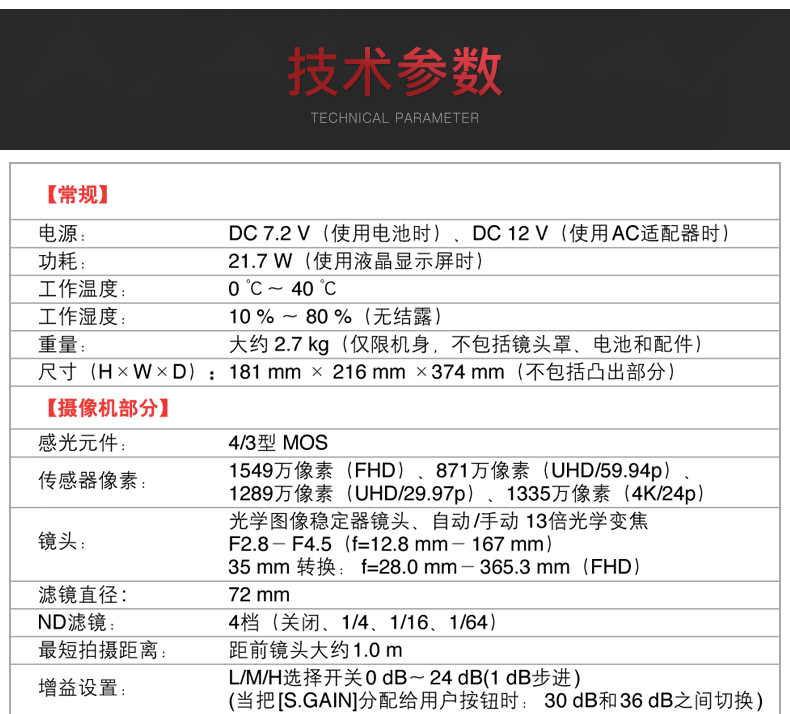 技术参数
TECHNICAL PARAMETER
【常规】
电源： DC 7.2 V（使用电池时）、DC 12 V（使用AC适配器时）
功耗： 21.7 W（使用液晶显示屏时）
工作温度： 0 ℃ ~ 40 ℃
工作湿度： 10 % ~ 80 %（无结露）
重量： 大约 2.7 kg（仅限机身，不包括镜头罩、电池和配件）
尺寸（H×W×D）： 181 mm × 216 mm ×374 mm（不包括凸出部分）
【摄像机部分】
感光元件： 4/3型 MOS
传感器像素： 1549万像素（FHD）、871万像素（UHD/59.94p）、
1289万像素（UHD/29.97p）、1335万像素（4K/24p）
镜头： 光学图像稳定器镜头、自动/手动 13倍光学变焦
F2.8－F4.5（f=12.8 mm－167 mm）
35 mm 转换： f=28.0 mm－365.3 mm（FHD）
滤镜直径： 72 mm
ND滤镜： 4档（关闭、1/4、1/16、1/64）
最短拍摄距离： 距前镜头大约1.0 m
增益设置： L/M/H选择开关0 dB~ 24 dB(1 dB步进)
(当把[S.GAIN]分配给用户按钮时： 30 dB和36 dB之间切换)